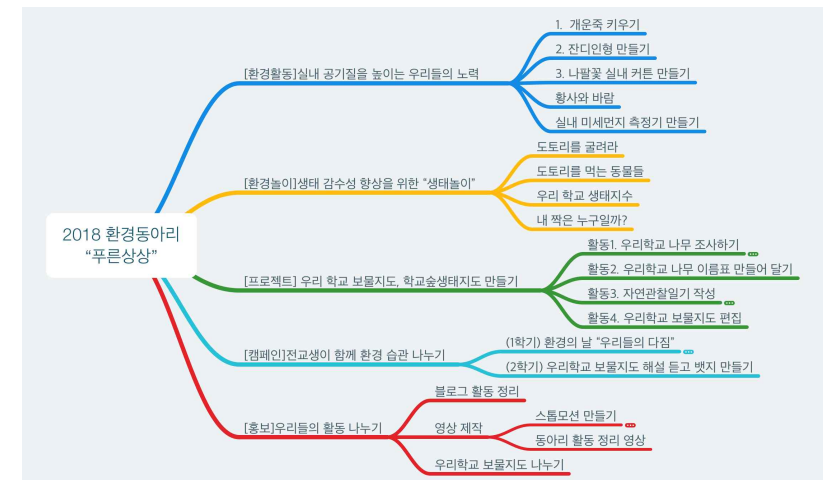 2018 환경동아리
“푸른상상”
[환경활동]실내 공기질을 높이는 우리들의 노력
1. 개운죽 키우기
2. 잔디인형 만들기
3. 나팔꽃 실내 커튼 만들기
황사와 바람
실내 미세먼지 측정기 만들기
[환경놀이]생태 감수성 향상을 위한 “생태놀이”
도토리를 굴려라
도토리를 먹는 동물들
우리 학교 생태지수
내 짝은 누구일까?
[프로젝트] 우리 학교 보물지도, 학교숲생태지도 만들기
활동1. 우리학교 나무 조사하기
활동2. 우리학교 나무 이름표 만들어 달기
활동3. 자연관찰일기 작성
활동4. 우리학교 보물지도 편집
[캠페인]전교생이 함께 환경 습관 나누기
(1학기) 환경의 날 “우리들의 다짐”
(2학기) 우리학교 보물지도 해설 듣고 뱃지 만들기
[홍보]우리들의 활동 나누기
블로그 활동 정리
영상 제작
스톱모션 만들기
동아리 활동 정리 영상
우리학교 보물지도 나누기